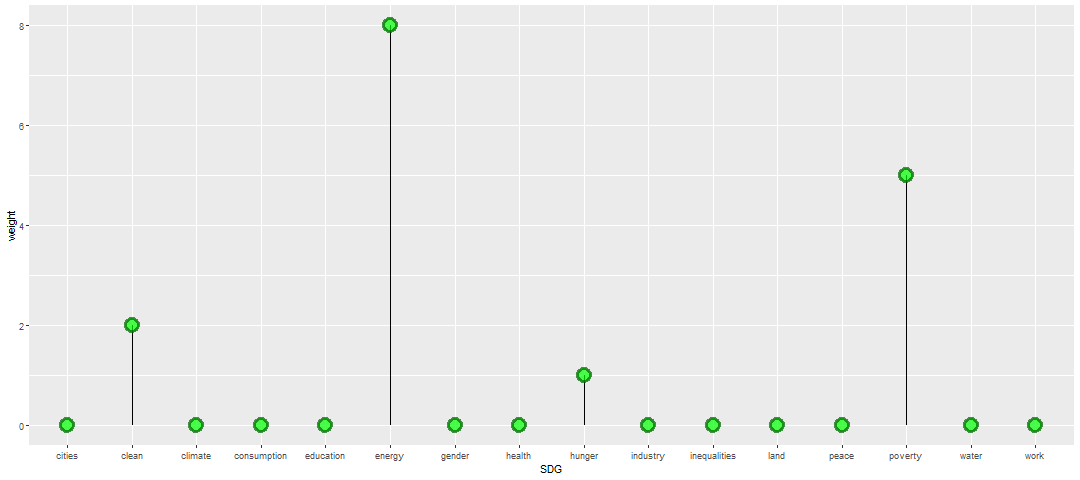 8
6
4
2
0
weight
cities clean climate consumption education energy gender health hunger industry inequalities land peace poverty water work
SDG